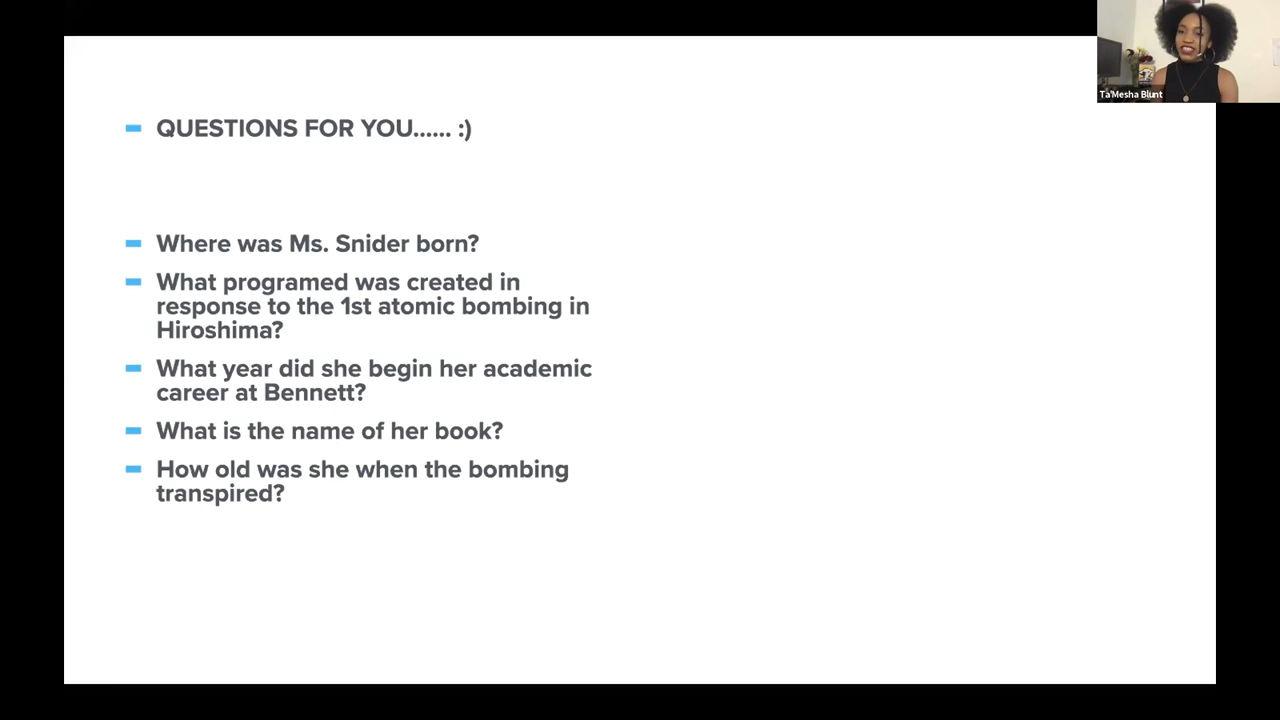 QUESTIONS FOR YOU...... :)
Where was Ms. Snider born?
What programed was created in
response to the 1st atomic bombing in
Hiroshima?
What year did she begin her academic
career at Bennett?
What is the name of her book?
How old was she when the bombing
transpired?
Ta'Mesha Blunt